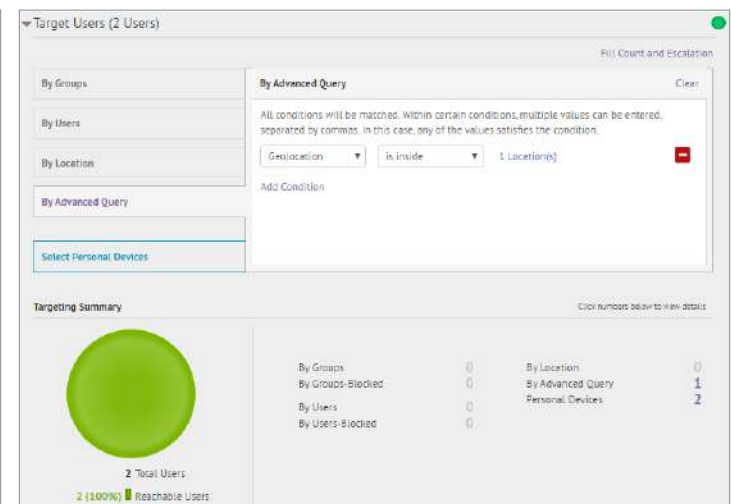 Target Users (2 Users)
Fill Count and Escalation
By Groups
By Users
By Location
By Advanced Query
Select Personal Devices
By Advanced Query
Clear
All conditions will be matched. Within certain conditions, multiple values can be entered,
separated by commas. In this case, any of the values satisfies the condition.
Geolocation
is inside
1 Location(s)
Add Condition
Targeting Summary
Click numbers below to view details
2 Total Users
2 (100%) Reachable Users
By Groups 0
By Groups-Blocked 0
By Users 0
By Users-Blocked 0
By Location 0
By Advanced Query 1
Personal Devices 2